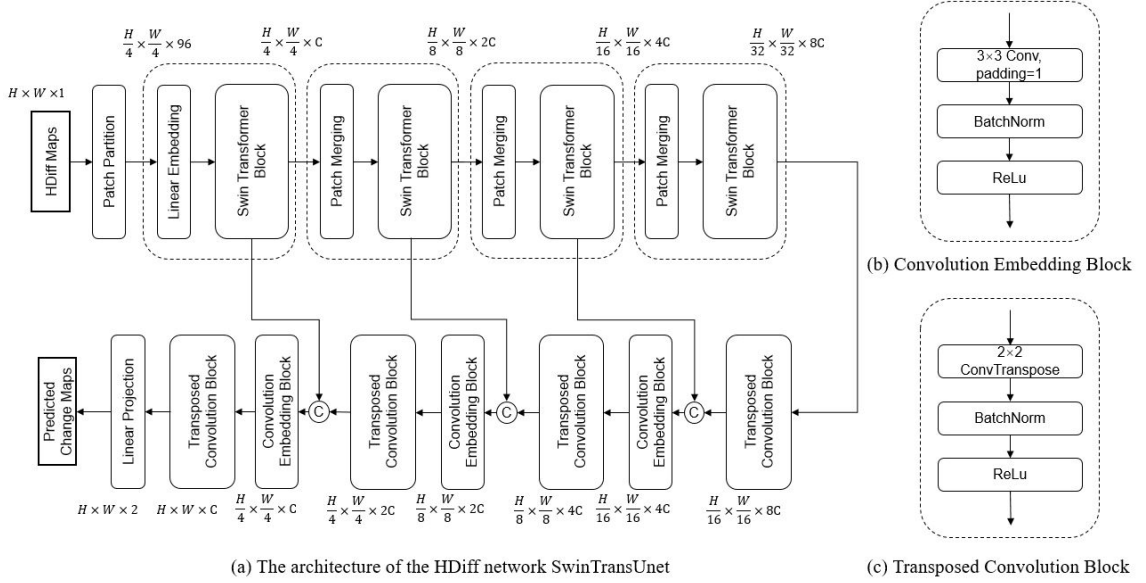 H/4 × W/4 × 96
H/4 × W/4 × C
H/8 × W/8 × 2C
H/16 × W/16 × 4C
H/32 × W/32 × 8C
H × W × 1
HDiff Maps
Patch Partition
Linear Embedding
Swin Transformer
Block
Patch Merging
Swin Transformer
Block
Patch Merging
Swin Transformer
Block
Patch Merging
Swin Transformer
Block
Predicted
Change Maps
Linear Projection
Transposed
Convolution Block
Convolution
Embedding Block
C
Transposed
Convolution Block
Convolution
Embedding Block
C
Transposed
Convolution Block
Convolution
Embedding Block
C
Transposed
Convolution Block
H × W × 2
H × W × C
H/4 × W/4 × C
H/4 × W/4 × 2C
H/8 × W/8 × 2C
H/8 × W/8 × 4C
H/16 × W/16 × 4C
H/16 × W/16 × 8C
(a) The architecture of the HDiff network SwinTransUnet
3×3 Conv,
padding=1
BatchNorm
ReLu
(b) Convolution Embedding Block
2×2
ConvTranspose
BatchNorm
ReLu
(c) Transposed Convolution Block